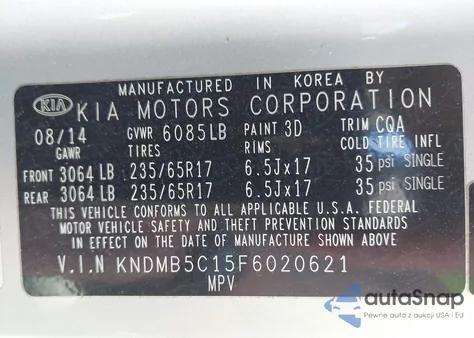 MANUFACTURED IN KOREA BY
KIA KIA MOTORS CORPORATION
08/14 GVWR 6085LB PAINT 3D TRIM CQA
GAWR TIRES RIMS COLD TIRE INFL
FRONT 3064 LB 235/65R17 6.5Jx17 35 psi SINGLE
REAR 3064 LB 235/65R17 6.5Jx17 35 psi SINGLE
THIS VEHICLE CONFORMS TO ALL APPLICABLE U.S.A. FEDERAL
MOTOR VEHICLE SAFETY AND THEFT PREVENTION STANDARDS
IN EFFECT ON THE DATE OF MANUFACTURE SHOWN ABOVE
V.I.N KNDMB5C15F6020621
MPV
autoSnap
Pewne auta z aukcji USA i EU